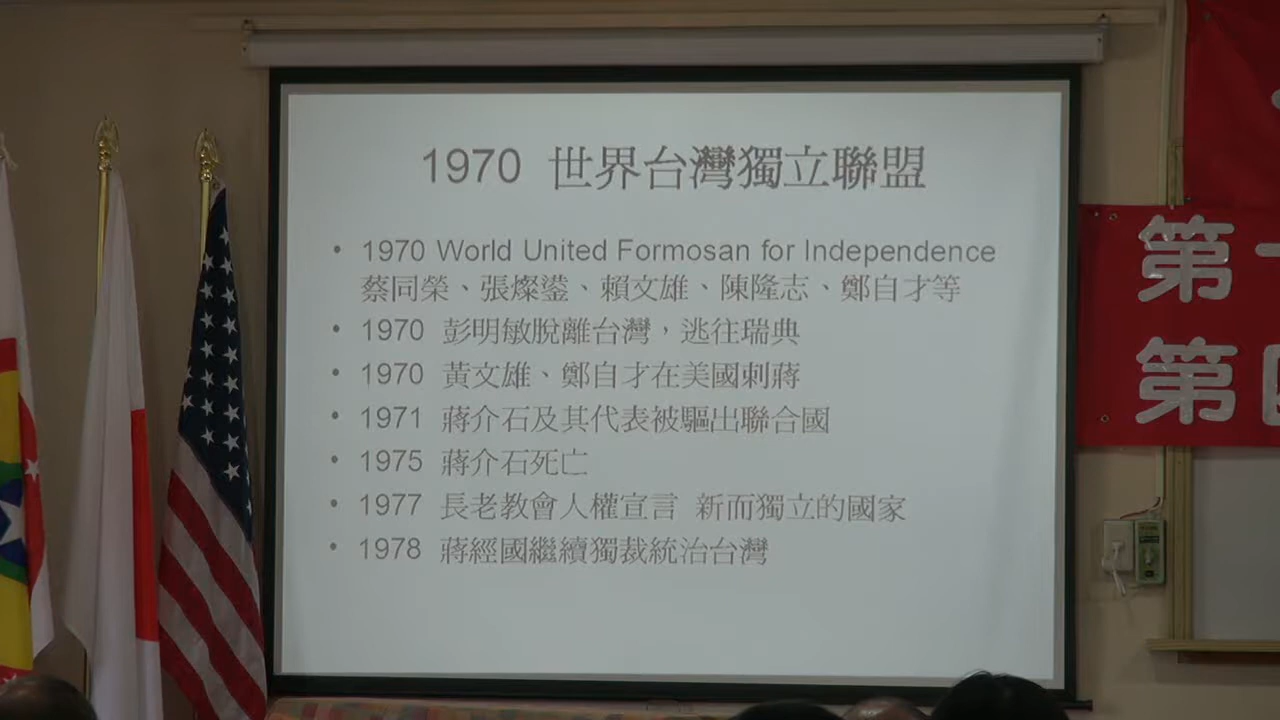 1970 世界台灣獨立聯盟
• 1970 World United Formosan for Independence
蔡同榮、張燦鍙、賴文雄、陳隆志、鄭自才等
• 1970 彭明敏脫離台灣，逃往瑞典
• 1970 黃文雄、鄭自才在美國刺蔣
• 1971 蔣介石及其代表被驅出聯合國
• 1975 蔣介石死亡
• 1977 長老教會人權宣言 新而獨立的國家
• 1978 蔣經國繼續獨裁統治台灣
第
第